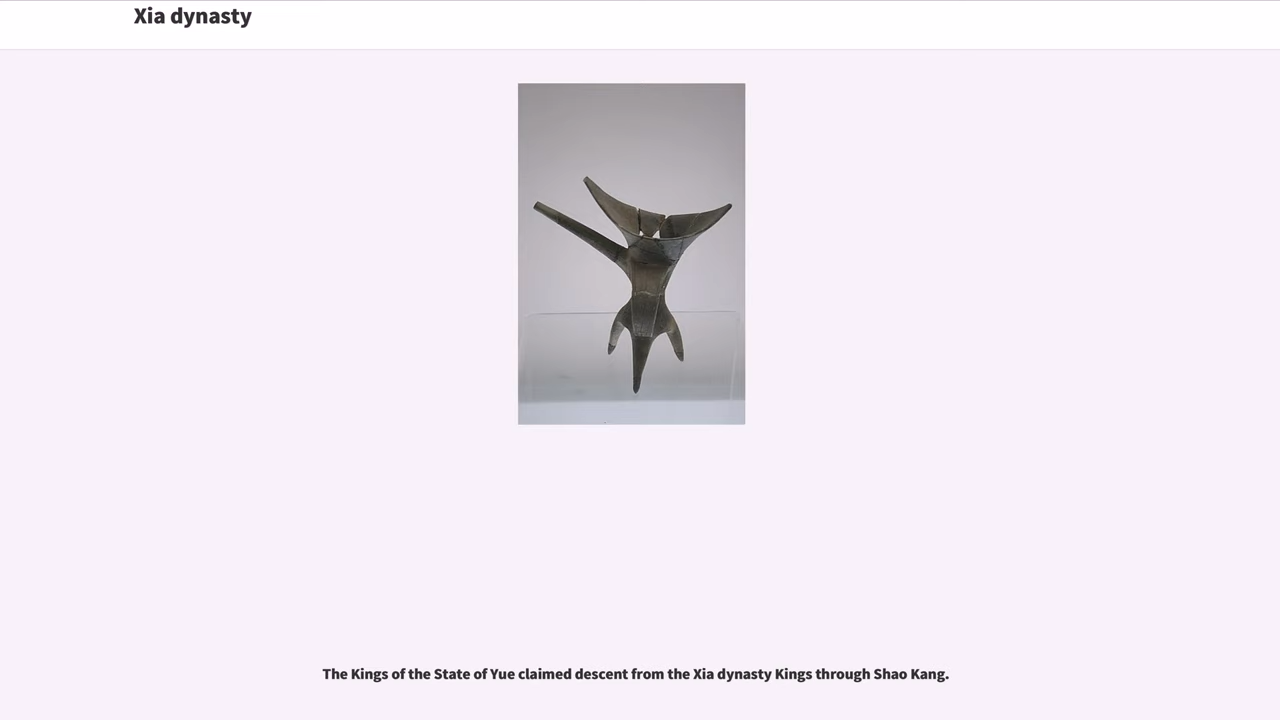 Xia dynasty
The Kings of the State of Yue claimed descent from the Xia dynasty Kings through Shao Kang.